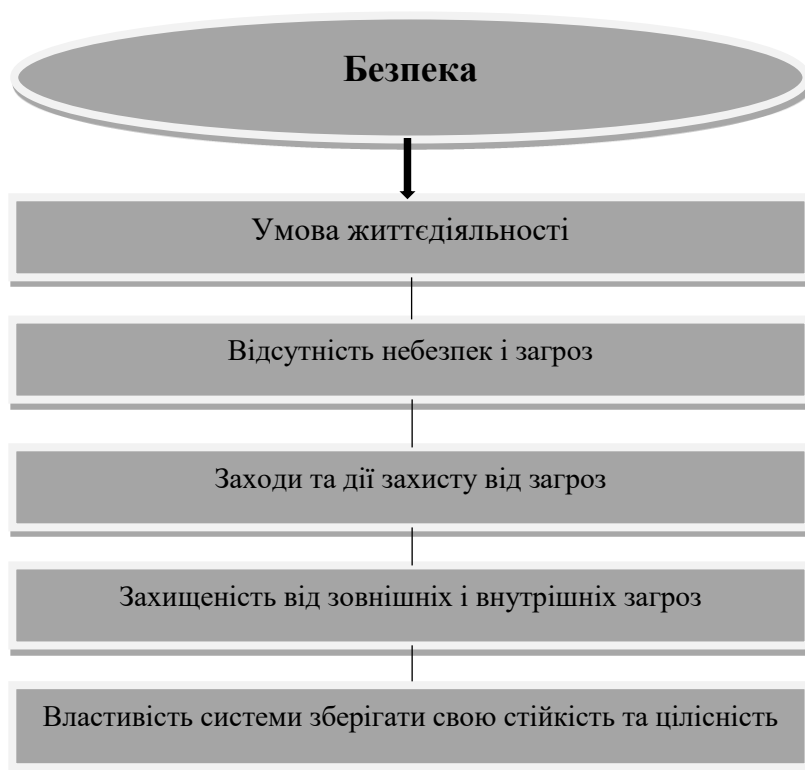 Безпека
Умова життєдіяльності
Відсутність небезпек і загроз
Заходи та дії захисту від загроз
Захищеність від зовнішніх і внутрішніх загроз
Властивість системи зберігати свою стійкість та цілісність